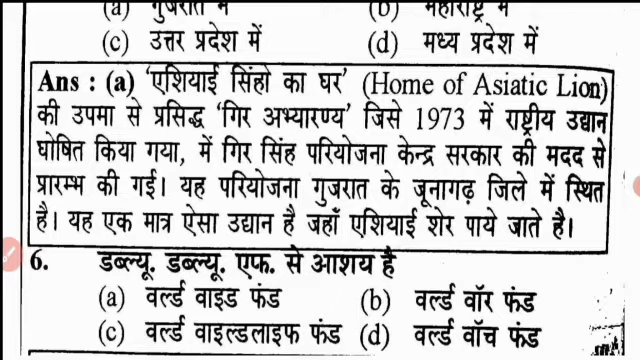 (a) गुजरात में (b) महाराष्ट्र में
(c) उत्तर प्रदेश में (d) मध्य प्रदेश में
Ans : (a) 'एशियाई सिंहो का घर' (Home of Asiatic Lion)
की उपमा से प्रसिद्ध 'गिर अभ्यारण्य' जिसे 1973 में राष्ट्रीय उद्यान
घोषित किया गया, में गिर सिंह परियोजना केन्द्र सरकार की मदद से
प्रारम्भ की गई। यह परियोजना गुजरात के जूनागढ़ जिले में स्थित
है। यह एक मात्र ऐसा उद्यान है जहाँ एशियाई शेर पाये जाते है।
6. डब्ल्यू. डब्ल्यू. एफ. से आशय है
(a) वर्ल्ड वाइड फंड (b) वर्ल्ड वॉर फंड
(c) वर्ल्ड वाइल्डलाइफ फंड (d) वर्ल्ड वॉच फंड